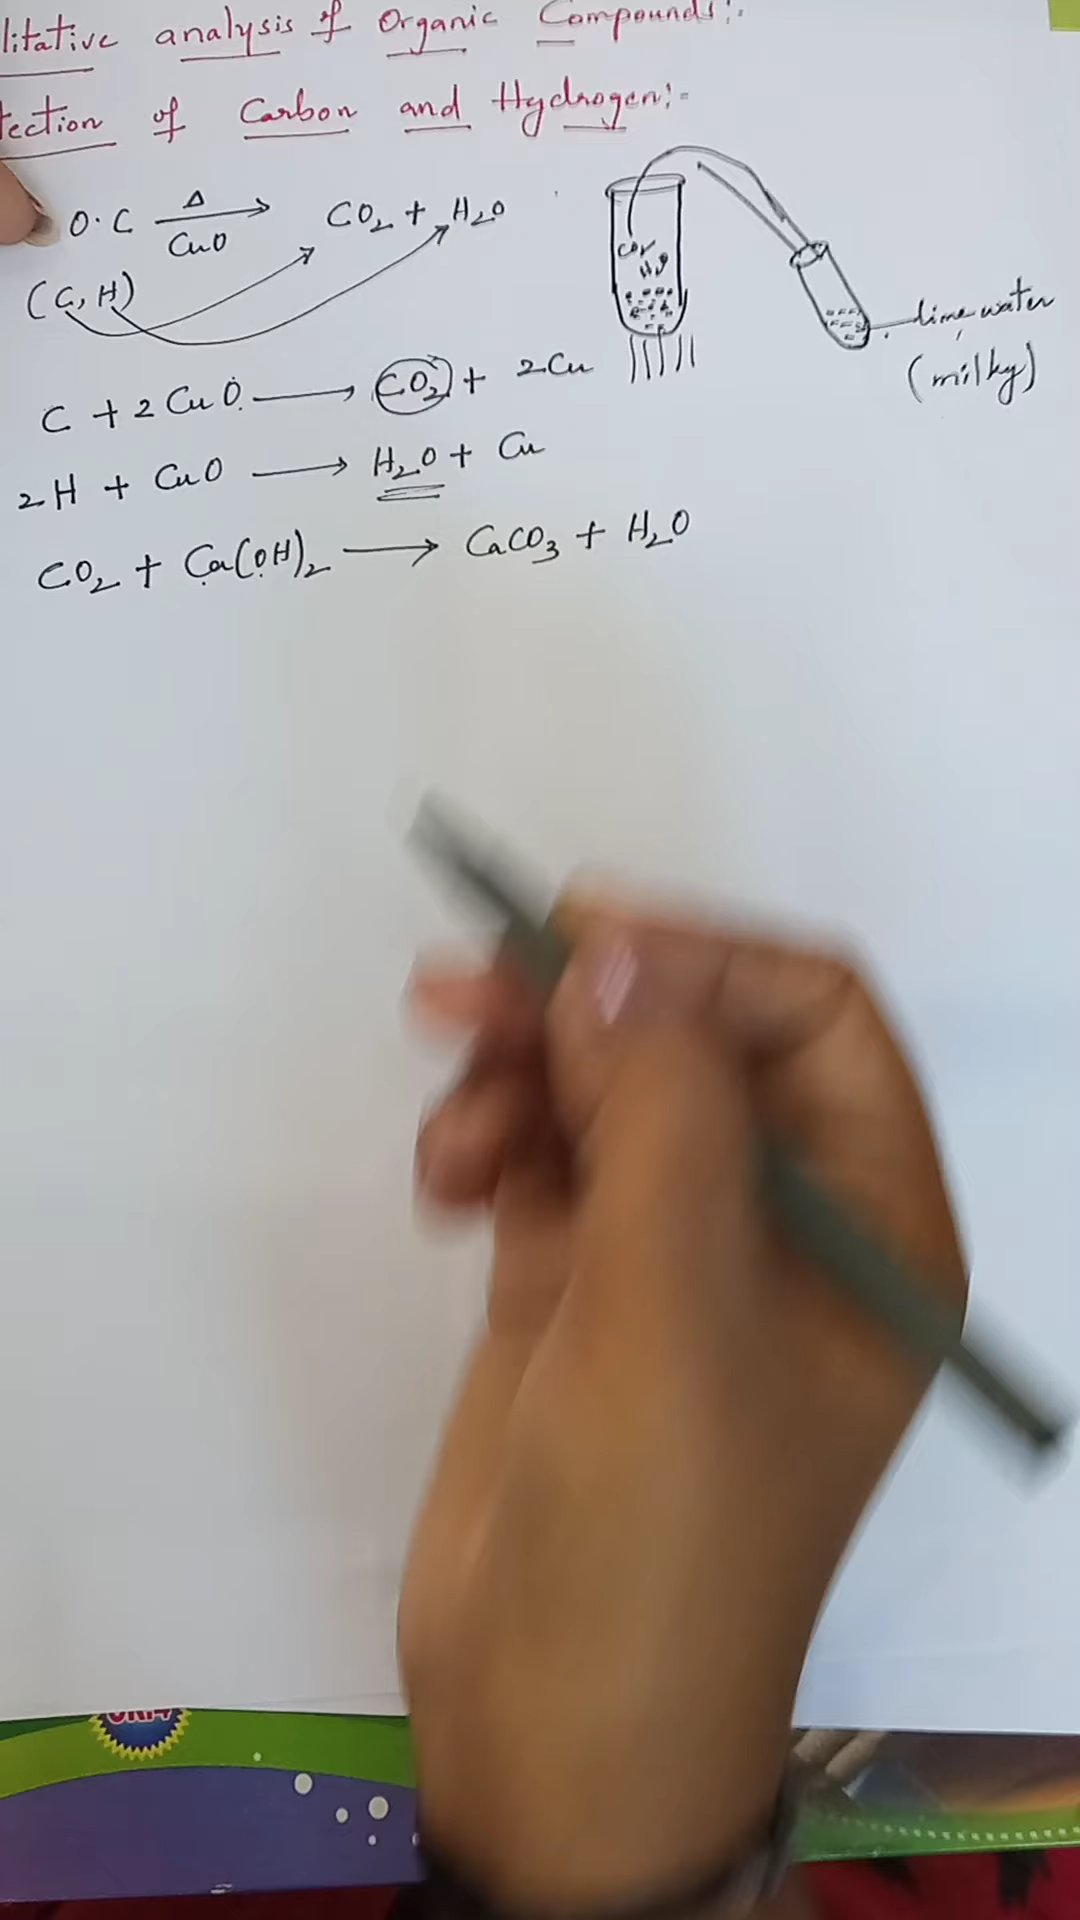 litative analysis of Organic Compounds:-
tection of Carbon and Hydrogen:-
O.C Δ CuO → CO₂ + H₂O
(C, H)
C + 2CuO → CO₂ + 2Cu
2H + CuO → H₂O + Cu
CO₂ + Ca(OH)₂ → CaCO₃ + H₂O
lime water
(milky)